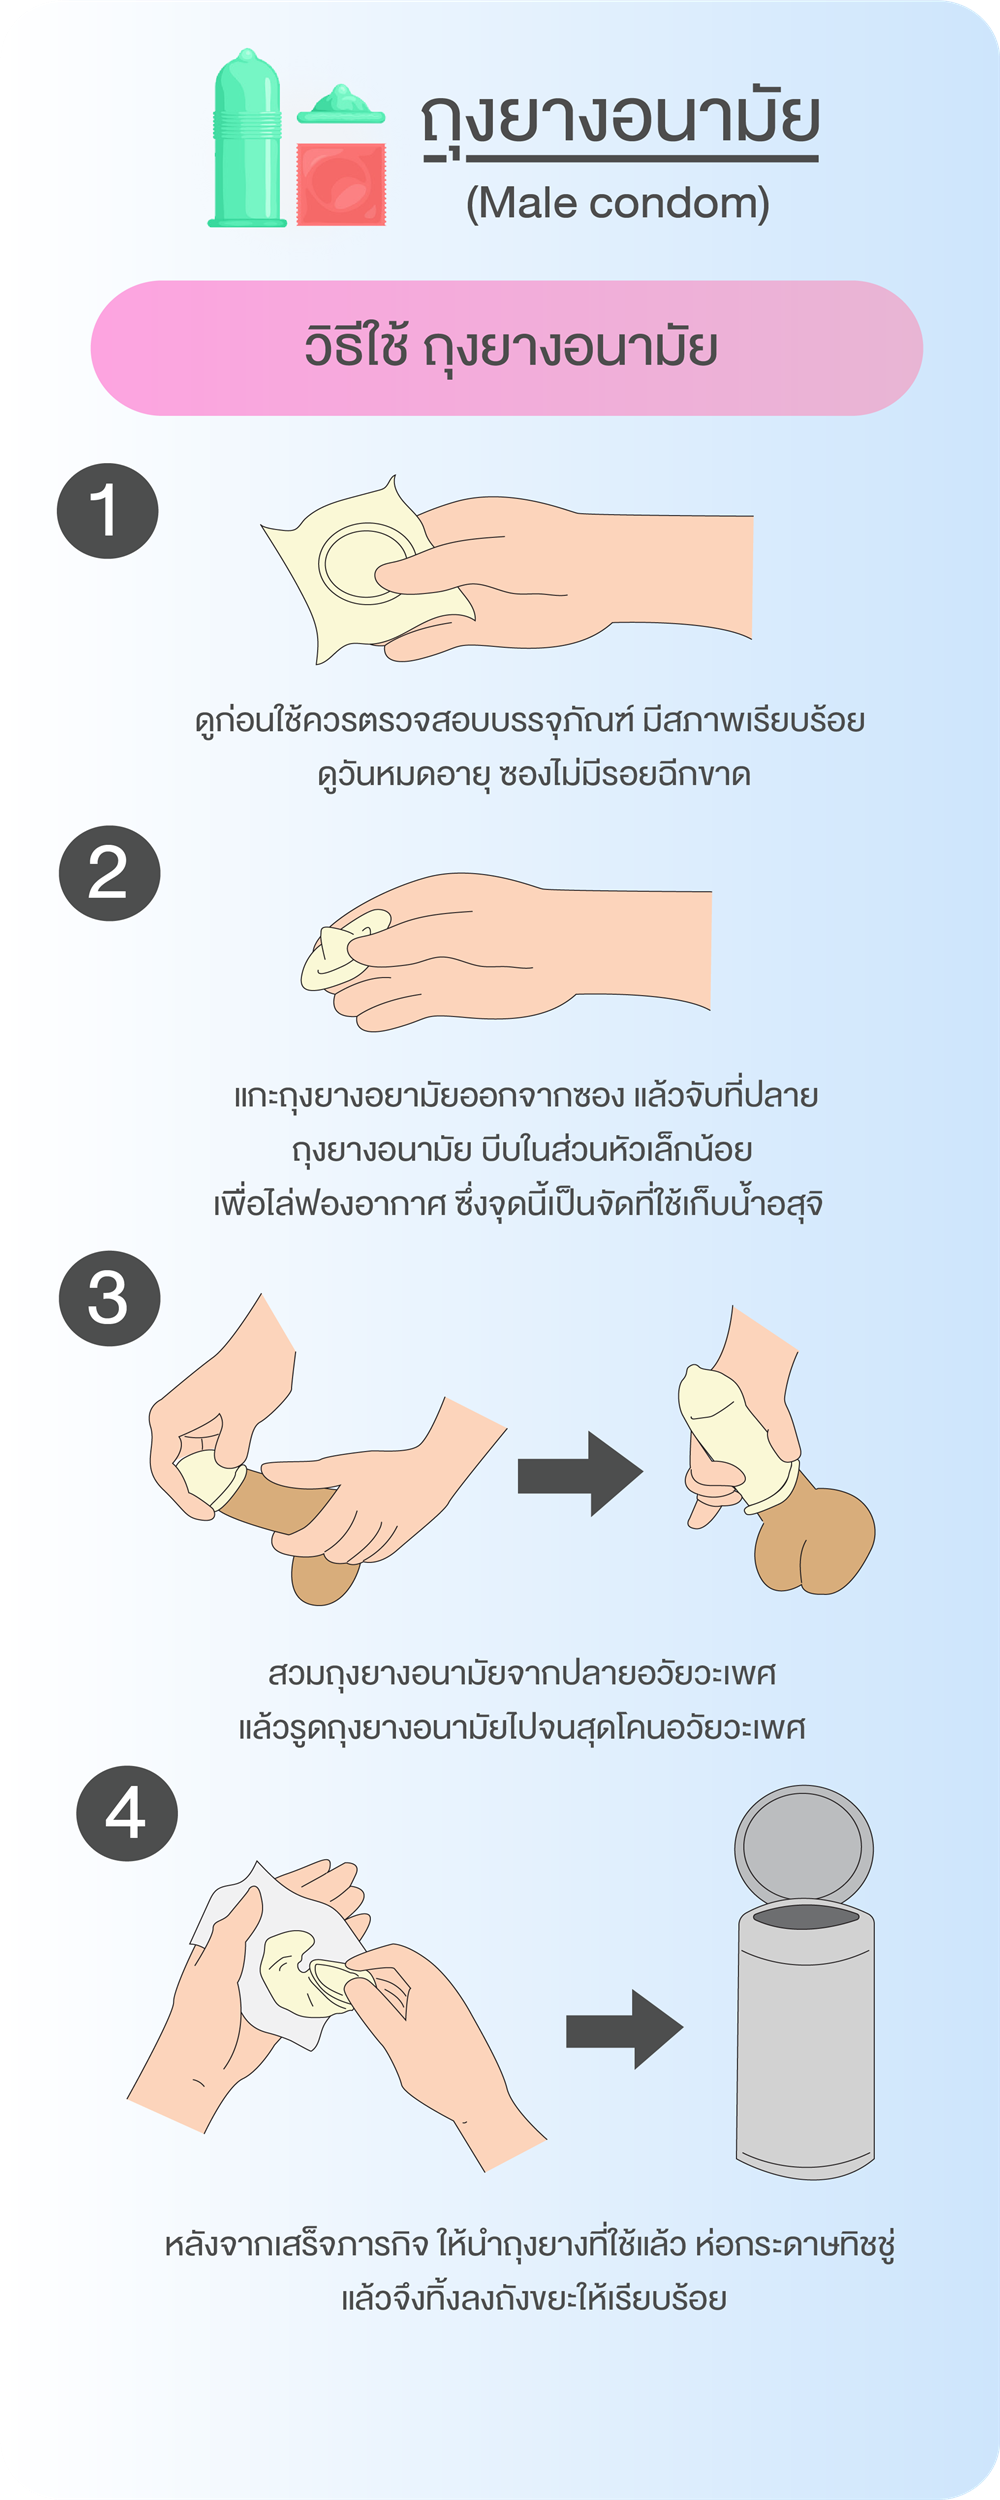 ถุงยางอนามัย
(Male condom)
วิธีใช้ ถุงยางอนามัย
1
ดูก่อนใช้ควรตรวจสอบบรรจุภัณฑ์ มีสภาพเรียบร้อย
ดูวันหมดอายุ ซองไม่มีรอยฉีกขาด
2
แกะถุงยางอยามัยออกจากซอง แล้วจับที่ปลาย
ถุงยางอนามัย บีบในส่วนหัวเล็กน้อย
เพื่อไล่ฟองอากาศ ซึ่งจุดนี้เป็นจัดที่ใช้เก็บน้ำอสุจิ
3
สวมถุงยางอนามัยจากปลายอวัยวะเพศ
แล้วรูดถุงยางอนามัยไปจนสุดโคนอวัยวะเพศ
4
หลังจากเสร็จภารกิจ ให้นำถุงยางที่ใช้แล้ว ห่อกระดาษทิชชู่
แล้วจึงทิ้งลงถังขยะให้เรียบร้อย